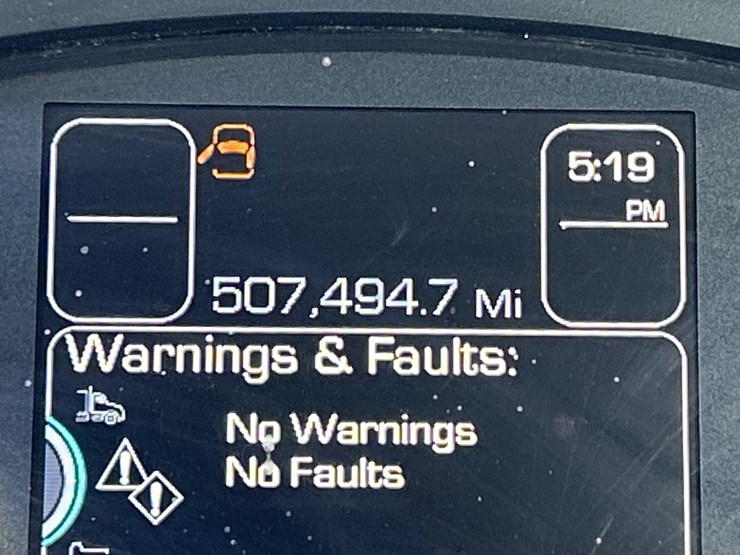 5:19
PM
507,494.7 Mi
Warnings & Faults:
No Warnings
No Faults